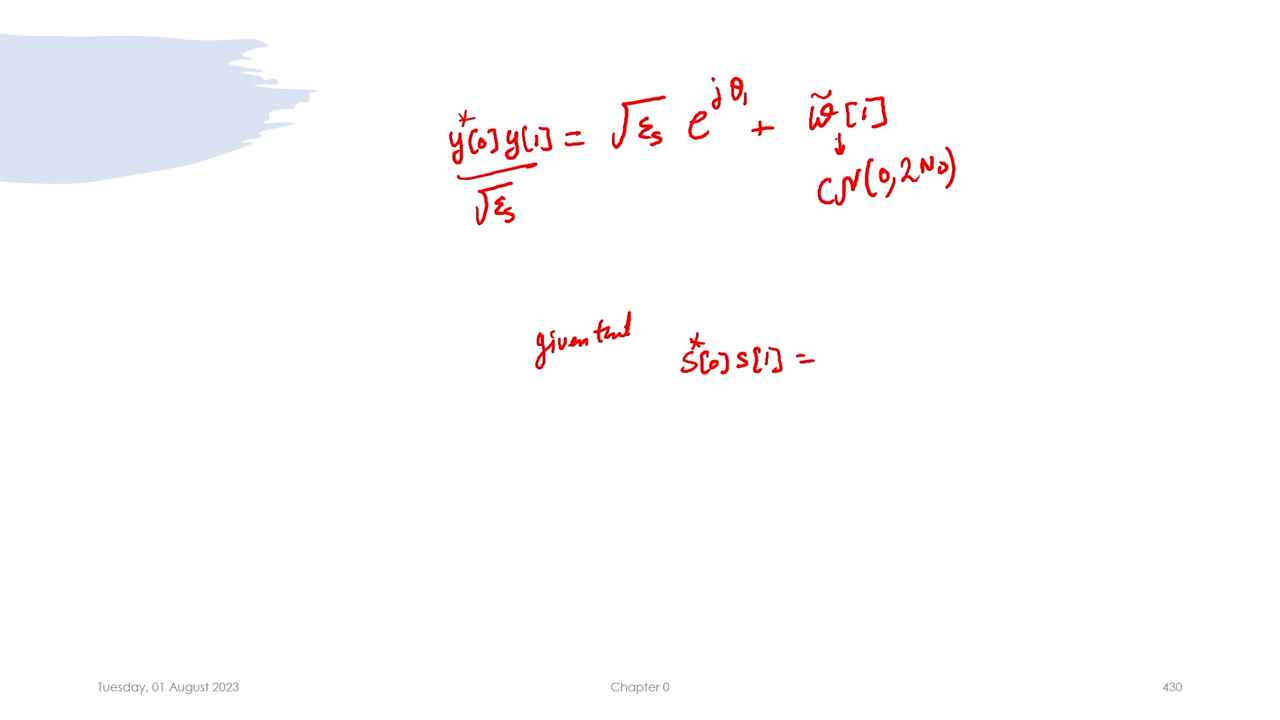 y*[0] y[1] / √ℰs = √ℰs e^{jθ₁} + w̃[1]
↓
CN(0, 2N₀)
given that s*[0] s[1] =
Tuesday, 01 August 2023 Chapter 0 430